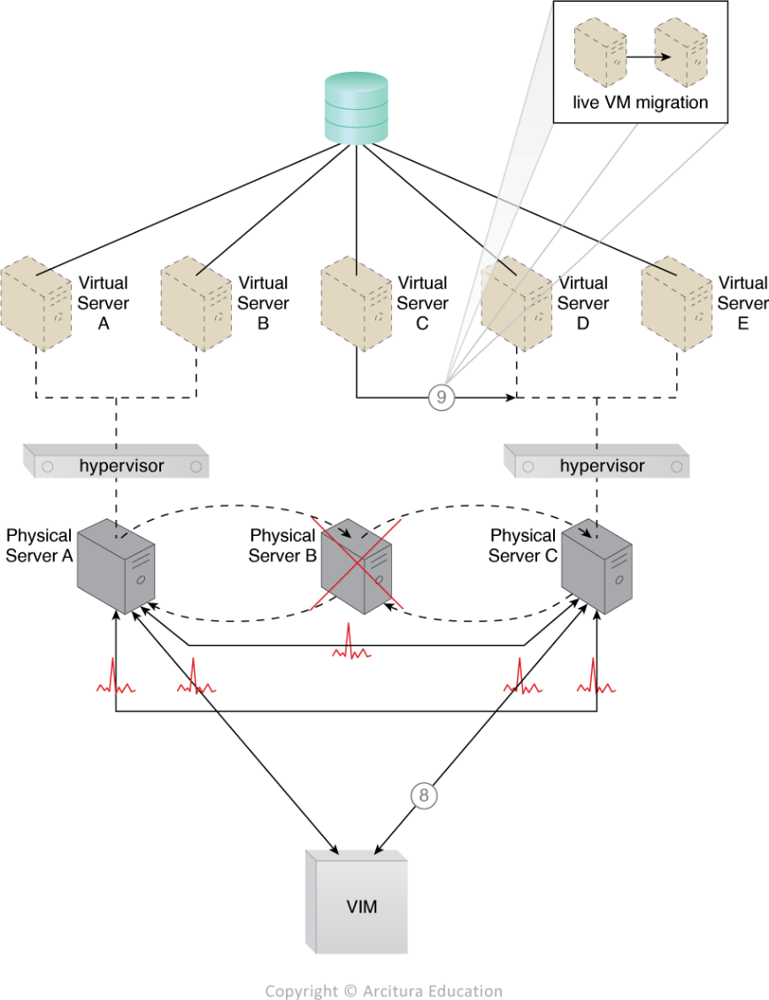 live VM migration
Virtual
Server
A
Virtual
Server
B
Virtual
Server
C
Virtual
Server
D
Virtual
Server
E
9
hypervisor
hypervisor
Physical
Server A
Physical
Server B
Physical
Server C
8
VIM
Copyright © Arcitura Education